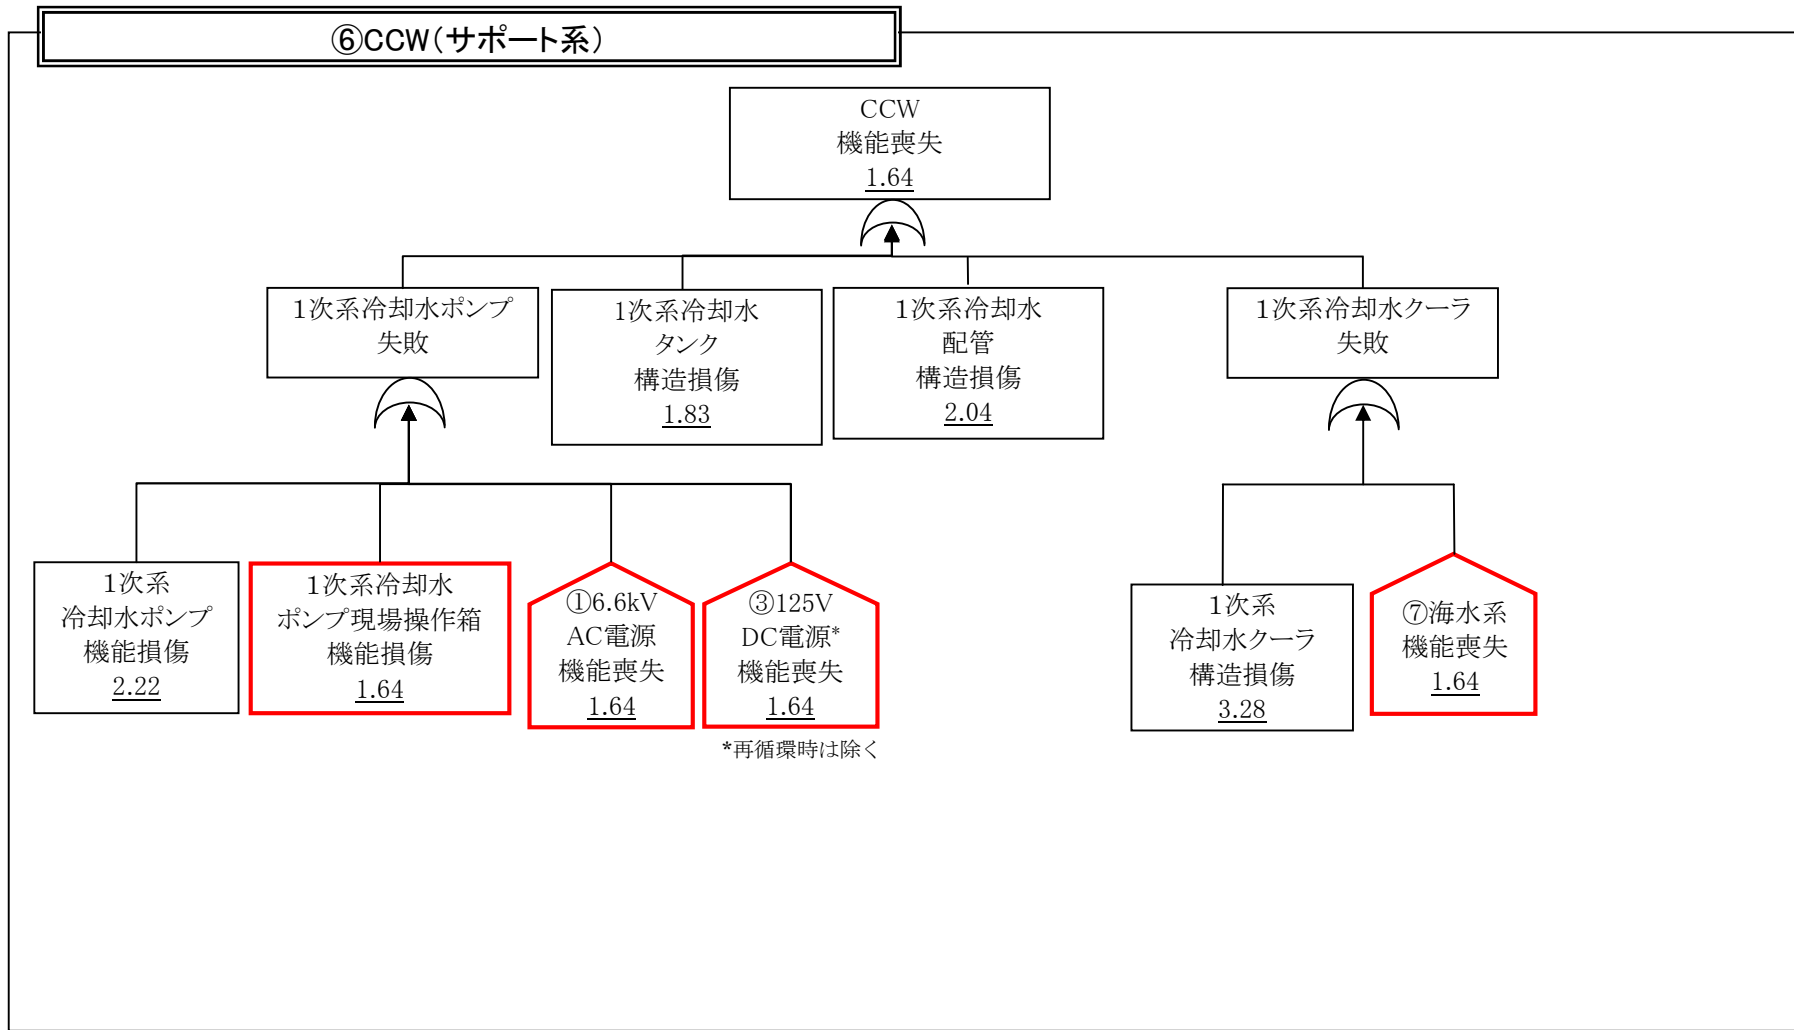 ⑥CCW(サポート系)
CCW
機能喪失
1.64
1次系冷却水ポンプ
失敗
1次系冷却水
タンク
構造損傷
1.83
1次系冷却水
配管
構造損傷
2.04
1次系冷却水クーラ
失敗
1次系
冷却水ポンプ
機能損傷
2.22
1次系冷却水
ポンプ現場操作箱
機能損傷
1.64
①6.6kV
AC電源
機能喪失
1.64
③125V
DC電源*
機能喪失
1.64
*再循環時は除く
1次系
冷却水クーラ
構造損傷
3.28
⑦海水系
機能喪失
1.64